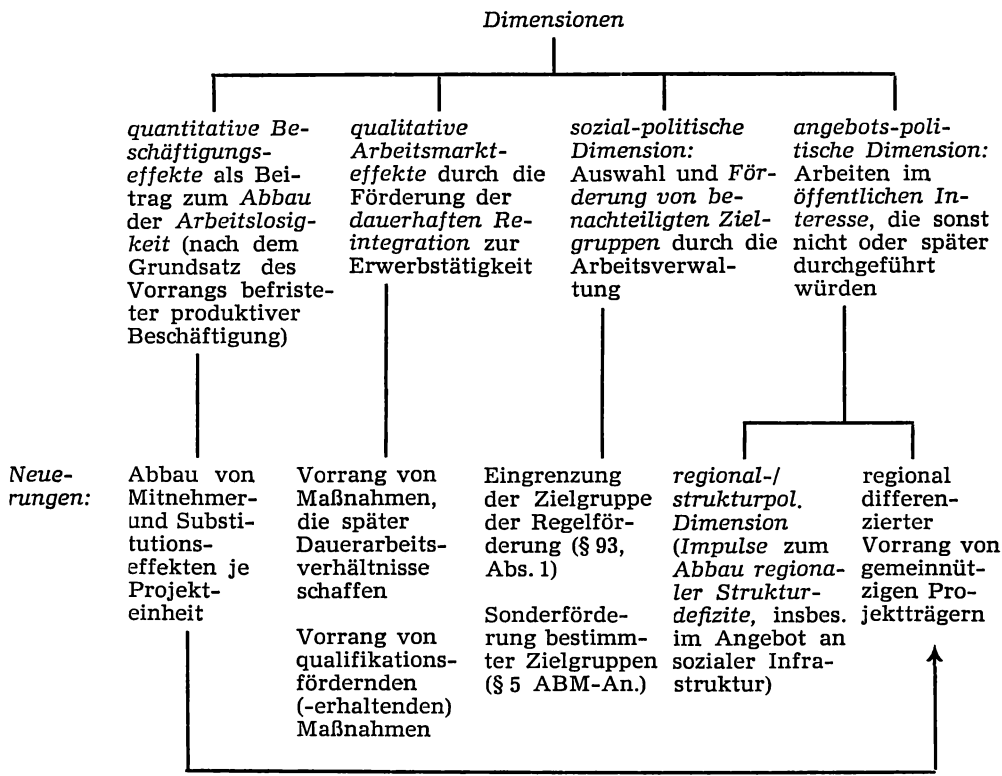 Dimensionen
quantitative Be-
schäftigungs-
effekte als Bei-
trag zum Abbau
der Arbeitslosig-
keit (nach dem
Grundsatz des
Vorrangs befriste-
ter produktiver
Beschäftigung)
qualitative
Arbeitsmarkt-
effekte durch die
Förderung der
dauerhaften Re-
integration zur
Erwerbstätigkeit
sozial-politische
Dimension:
Auswahl und För-
derung von be-
nachteiligten Ziel-
gruppen durch die
Arbeitsverwal-
tung
angebots-poli-
tische Dimension:
Arbeiten im
öffentlichen In-
teresse, die sonst
nicht oder später
durchgeführt
würden
Neue-
rungen:
Abbau von
Mitnehmer-
und Substi-
tutions-
effekten je
Projekt-
einheit
Vorrang von
Maßnahmen,
die später
Dauerarbeits-
verhältnisse
schaffen
Vorrang von
qualifikations-
fördernden
(-erhaltenden)
Maßnahmen
Eingrenzung
der Zielgruppe
der Regelför-
derung (§ 93,
Abs. 1)
Sonderförde-
rung bestimm-
ter Zielgruppen
(§ 5 ABM-An.)
regional-/
strukturpol.
Dimension
(Impulse zum
Abbau regiona-
ler Struktur-
defizite, insbes.
im Angebot an
sozialer Infra-
struktur)
regional
differen-
zierter
Vorrang von
gemeinnüt-
zigen Pro-
jektträgern